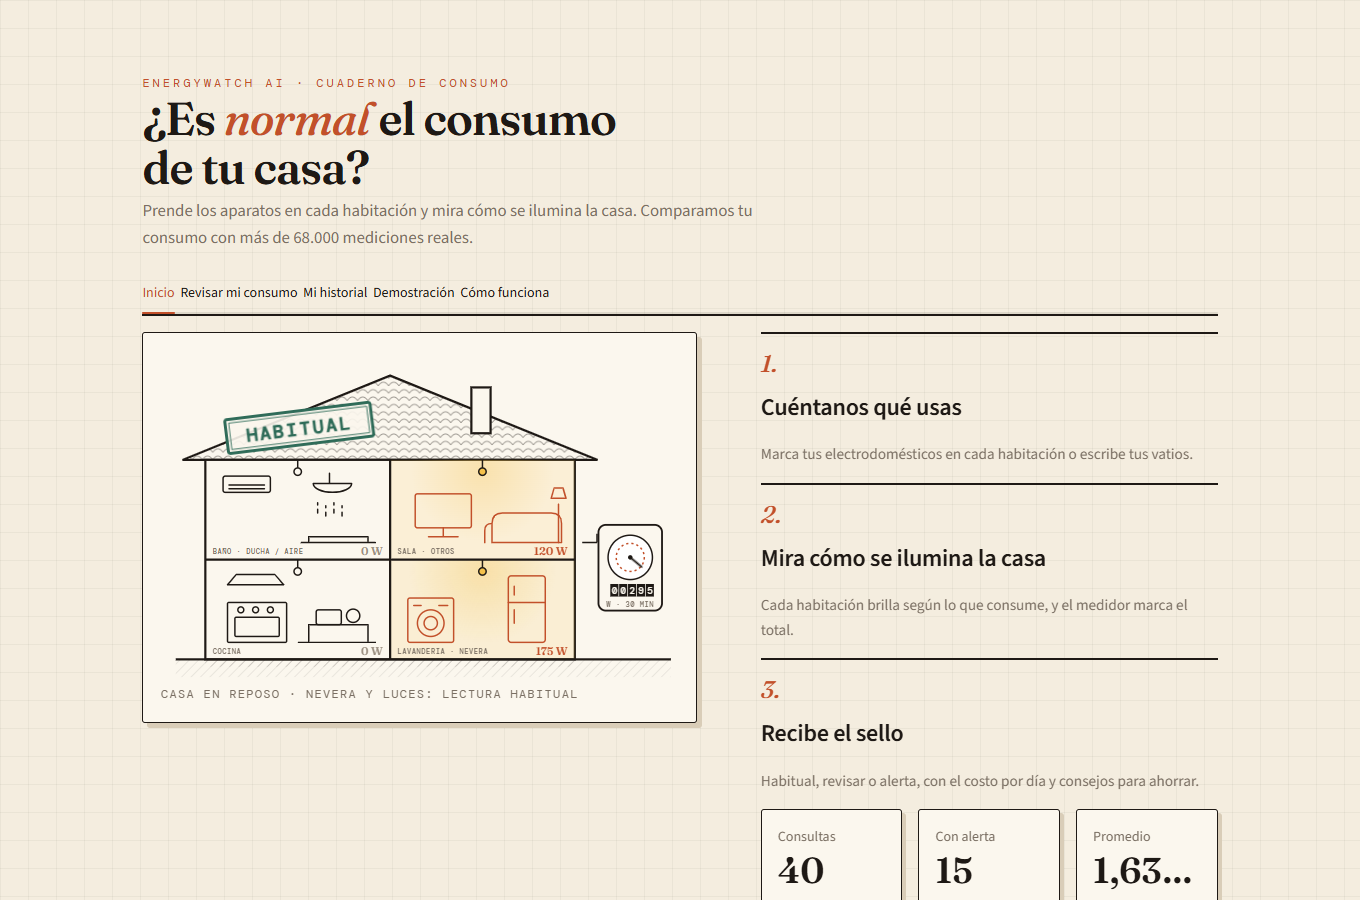 ENERGYWATCH AI · CUADERNO DE CONSUMO
¿Es normal el consumo
de tu casa?
Prende los aparatos en cada habitación y mira cómo se ilumina la casa. Comparamos tu
consumo con más de 68.000 mediciones reales.
Inicio Revisar mi consumo Mi historial Demostración Cómo funciona
HABITUAL
BAÑO · DUCHA / AIRE 0 W
SALA · OTROS 120 W
00295
W · 30 MIN
COCINA 0 W
LAVANDERIA · NEVERA 175 W
CASA EN REPOSO · NEVERA Y LUCES: LECTURA HABITUAL
1.
Cuéntanos qué usas
Marca tus electrodomésticos en cada habitación o escribe tus vatios.
2.
Mira cómo se ilumina la casa
Cada habitación brilla según lo que consume, y el medidor marca el
total.
3.
Recibe el sello
Habitual, revisar o alerta, con el costo por día y consejos para ahorrar.
Consultas
40
Con alerta
15
Promedio
1,63...